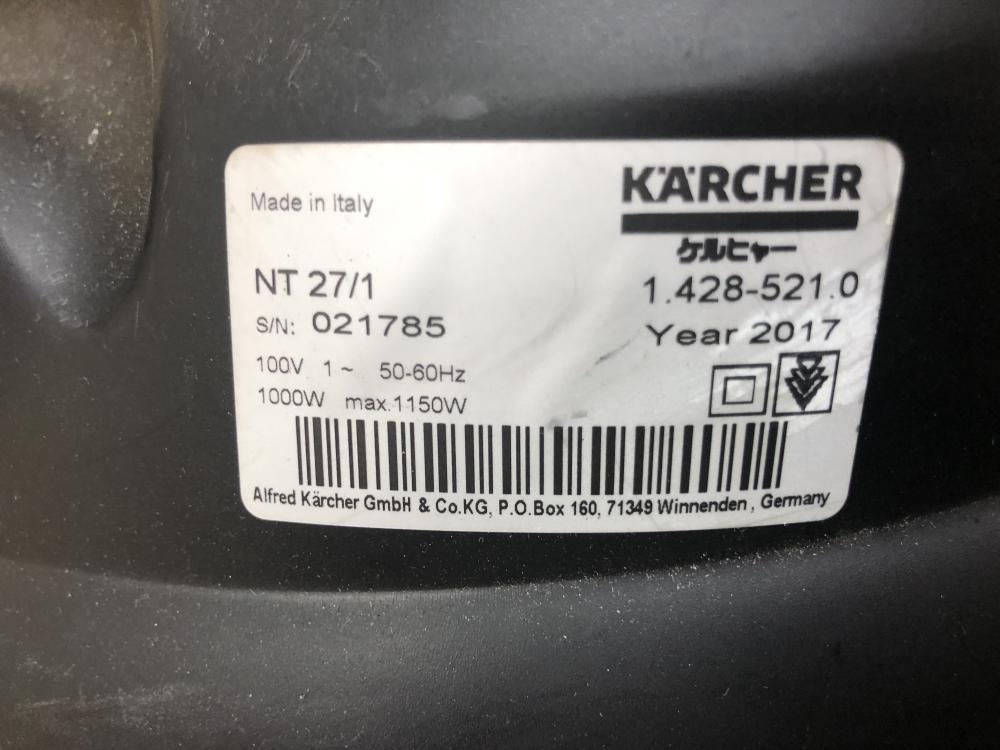 Made in Italy
KÄRCHER
ケルヒャー
NT 27/1
1.428-521.0
S/N: 021785
Year 2017
100V 1 ~ 50-60Hz
1000W max.1150W
Alfred Kärcher GmbH & Co.KG, P.O.Box 160, 71349 Winnenden, Germany